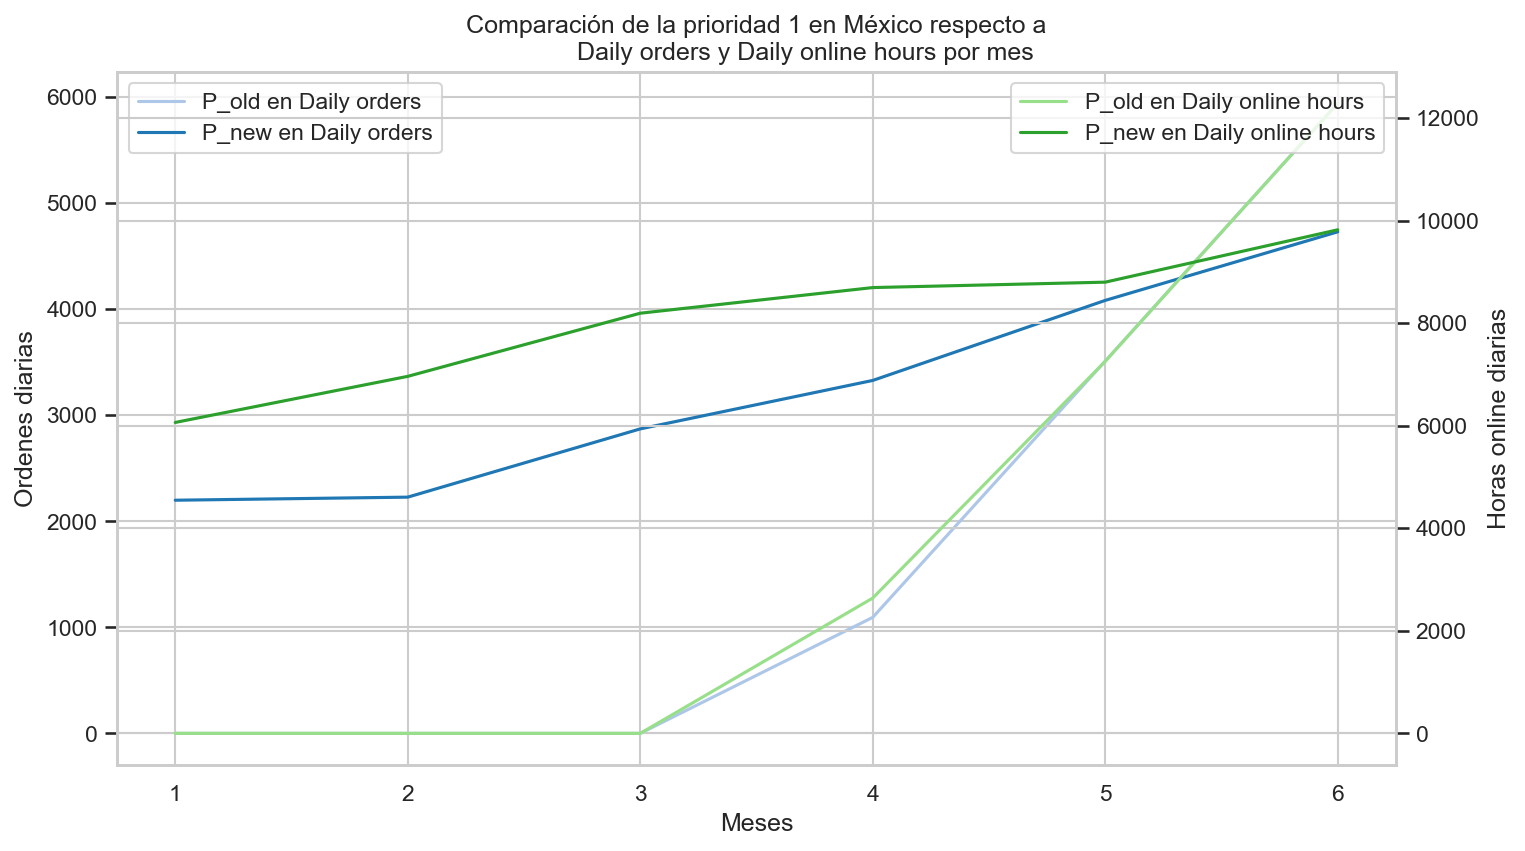 Comparación de la prioridad 1 en México respecto a
Daily orders y Daily online hours por mes
P_old en Daily orders
P_new en Daily orders
P_old en Daily online hours
P_new en Daily online hours
6000
5000
4000
3000
2000
1000
0
Ordenes diarias
12000
10000
8000
6000
4000
2000
0
Horas online diarias
1 2 3 4 5 6
Meses